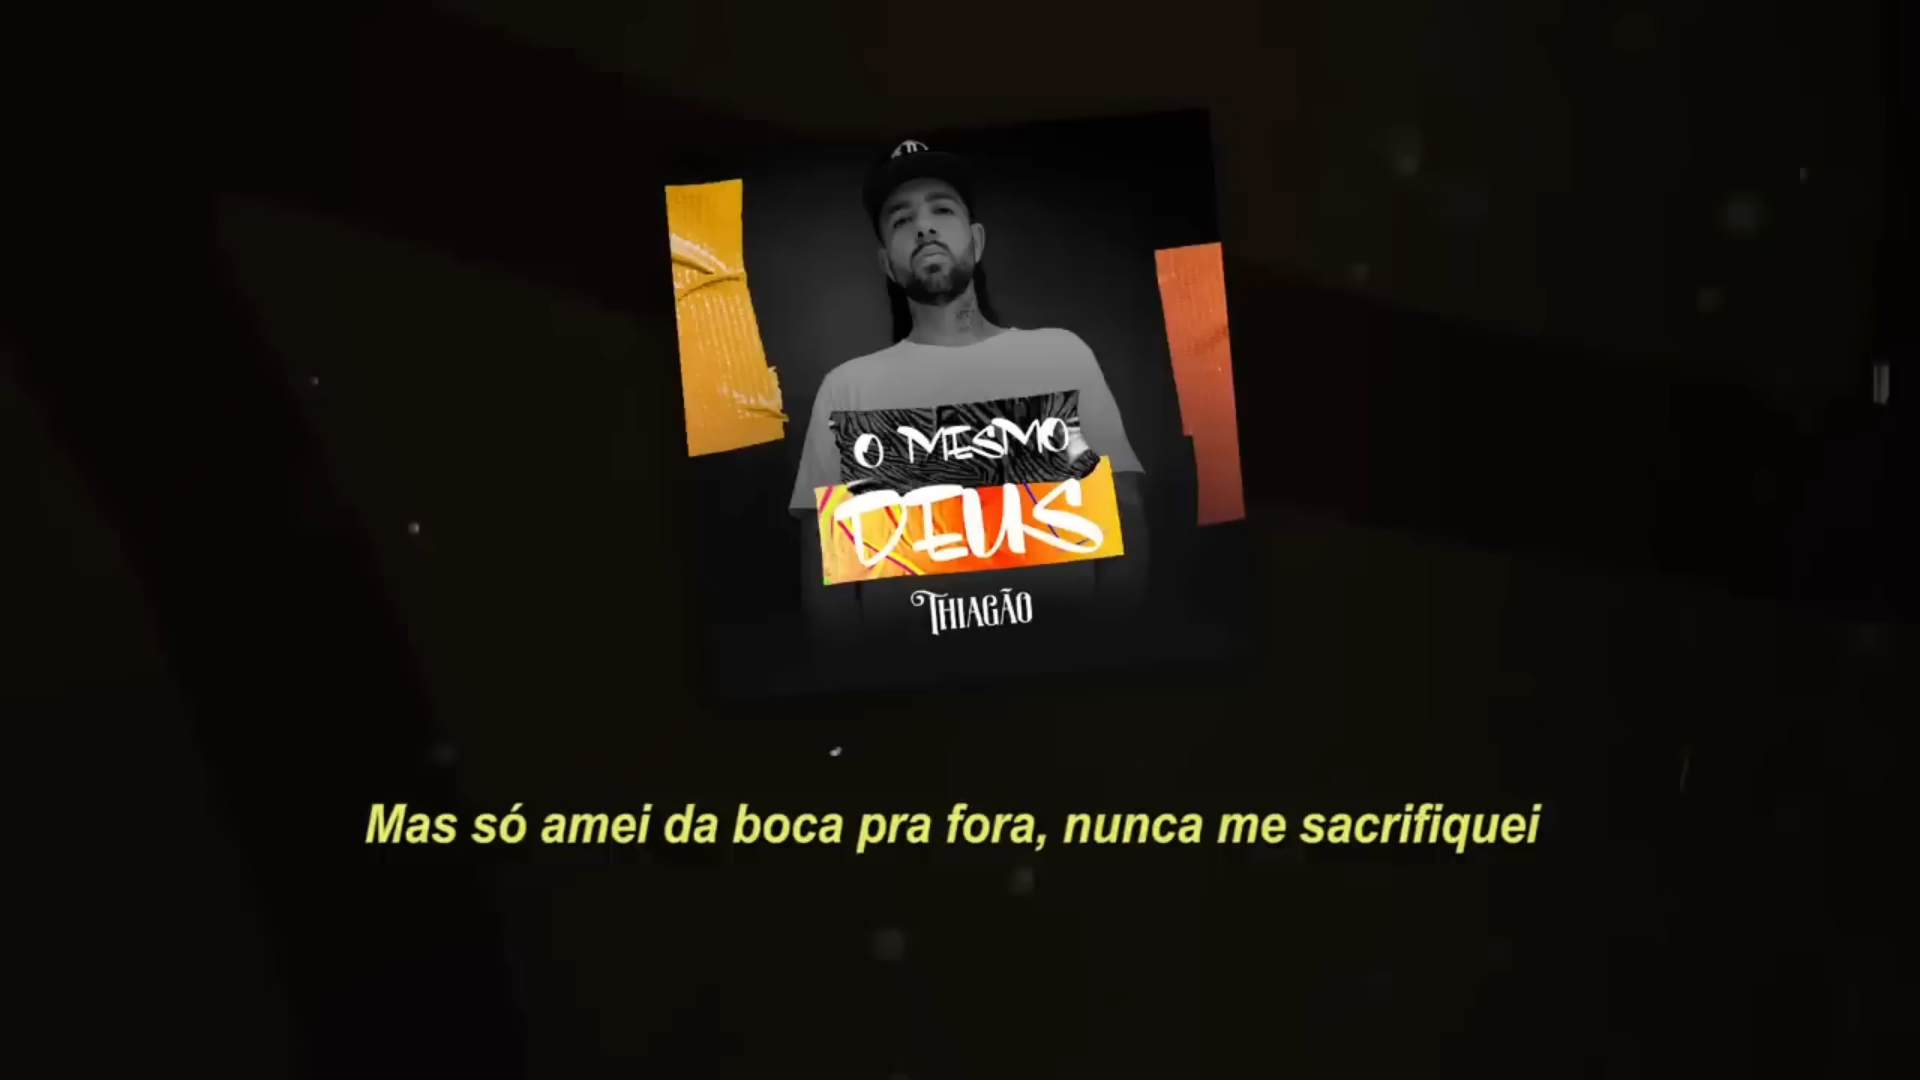 O MESMO
DEUS
THIAGÃO
Mas só amei da boca pra fora, nunca me sacrifiquei